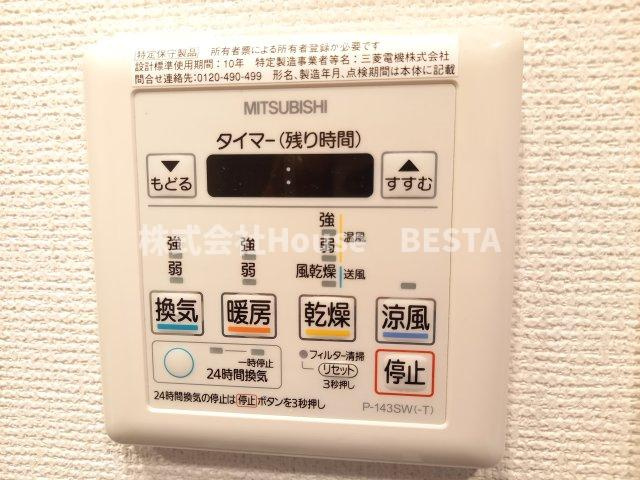 特定保守製品 所有者票による所有者登録が必要です
設計標準使用期間：10年 特定製造事業者等名：三菱電機株式会社
問合せ連絡先：0120-490-499 形名、製造年月、点検期間は本体に記載
MITSUBISHI
タイマー(残り時間)
▼ もどる
▲ すすむ
強 強 強 温風
弱 弱 弱
風乾燥 送風
株式会社House BESTA
換気 暖房 乾燥 涼風
一時停止
24時間換気
フィルター清掃
リセット
3秒押し
停止
24時間換気の停止は 停止 ボタンを3秒押し
P-143SW(-T)